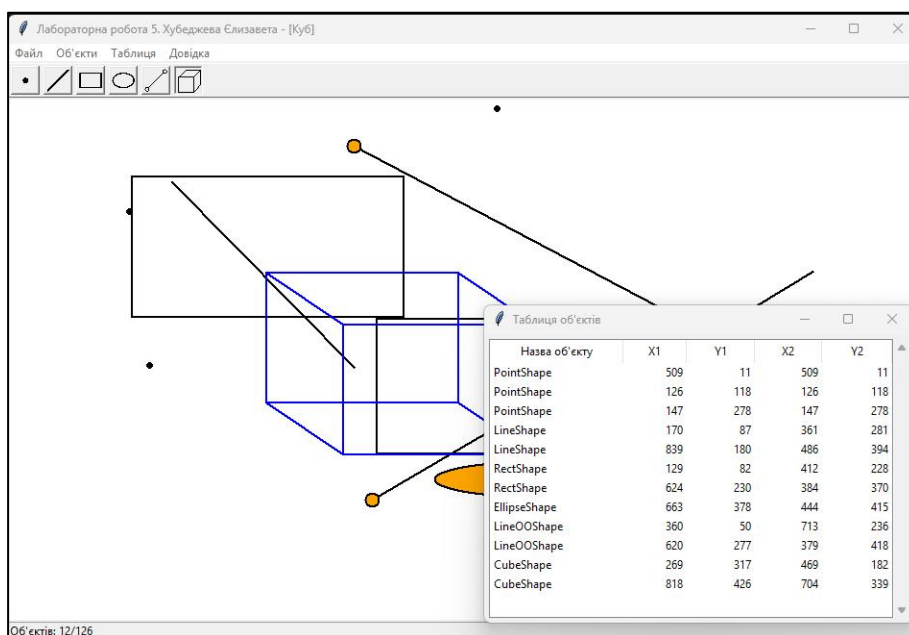 Лабораторна робота 5. Хубеджева Єлизавета - [Куб]
Файл Об'єкти Таблиця Довідка
Таблиця об'єктів
Назва об'єкту X1 Y1 X2 Y2
PointShape 509 11 509 11
PointShape 126 118 126 118
PointShape 147 278 147 278
LineShape 170 87 361 281
LineShape 839 180 486 394
RectShape 129 82 412 228
RectShape 624 230 384 370
EllipseShape 663 378 444 415
LineOOShape 360 50 713 236
LineOOShape 620 277 379 418
CubeShape 269 317 469 182
CubeShape 818 426 704 339
Об'єктів: 12/126